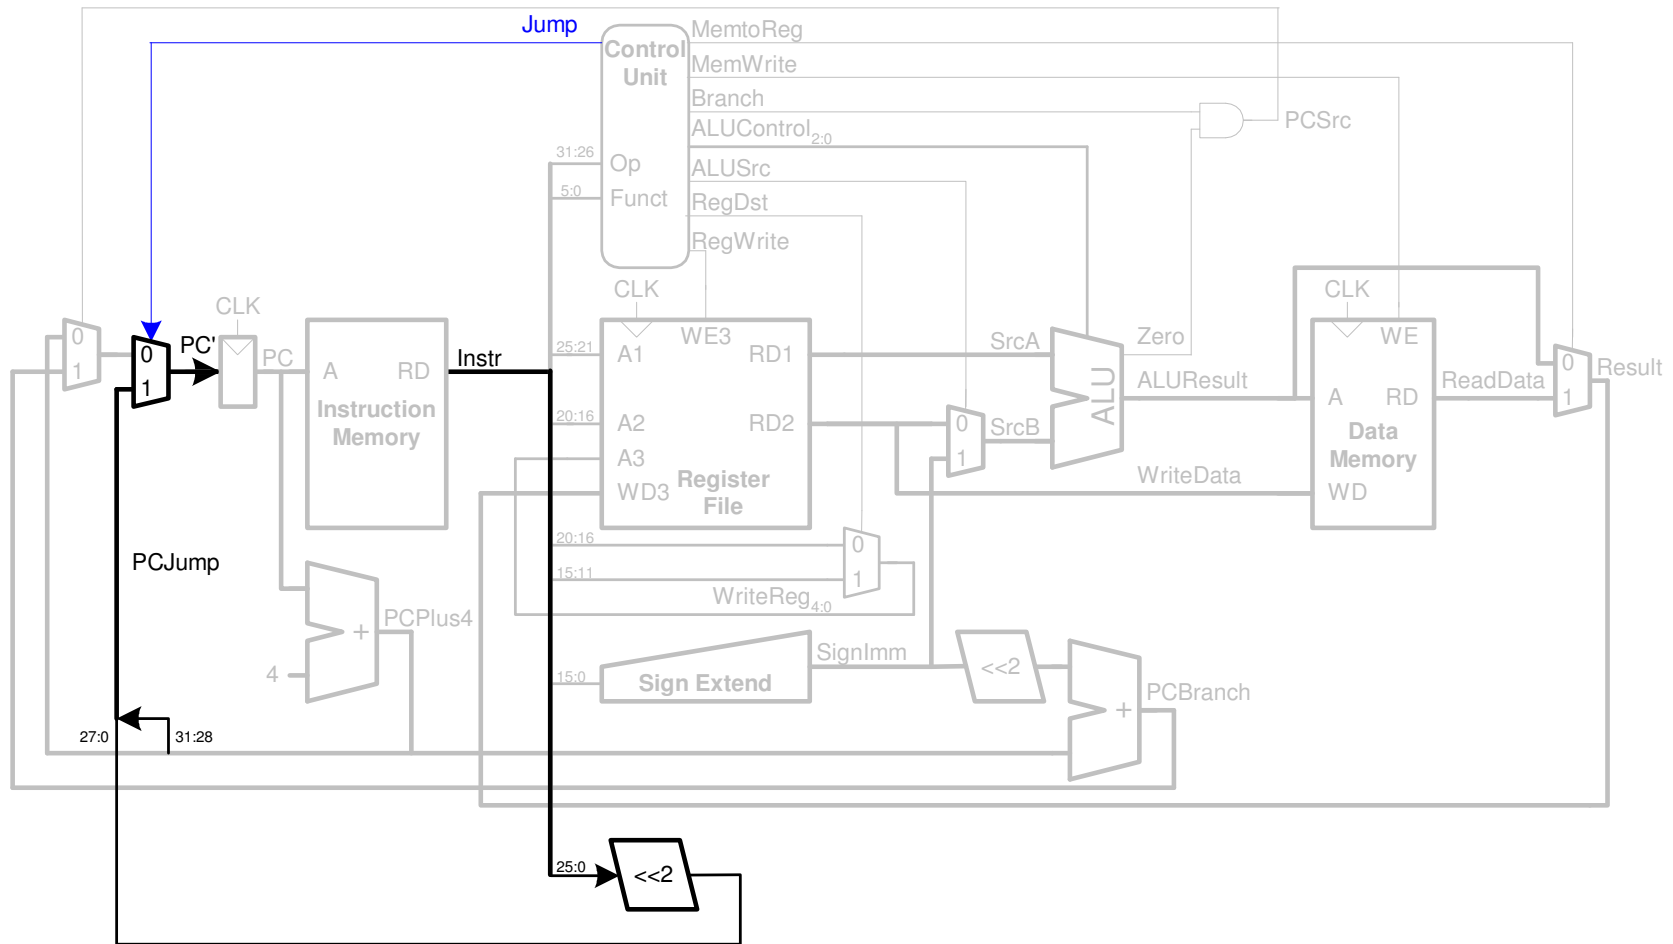 Jump
Control
Unit
MemtoReg
MemWrite
Branch
ALUControl2:0
ALUSrc
RegDst
RegWrite
PCSrc
31:26
Op
5:0
Funct
CLK
CLK
CLK
0
1
0
1
PC'
PC
A
RD
Instruction
Memory
Instr
25:21
A1
WE3
RD1
20:16
A2
RD2
A3
WD3
Register
File
SrcA
0
1
SrcB
ALU
Zero
ALUResult
WriteData
WE
A
RD
Data
Memory
WD
ReadData
0
1
Result
20:16
0
15:11
1
WriteReg4:0
PCJump
+
PCPlus4
4
15:0
Sign Extend
SignImm
<<2
+
PCBranch
27:0
31:28
25:0
<<2